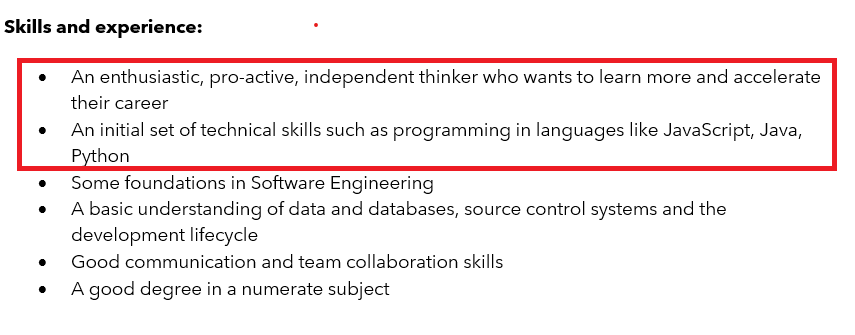 Skills and experience:
• An enthusiastic, pro-active, independent thinker who wants to learn more and accelerate
their career
• An initial set of technical skills such as programming in languages like JavaScript, Java,
Python
• Some foundations in Software Engineering
• A basic understanding of data and databases, source control systems and the
development lifecycle
• Good communication and team collaboration skills
• A good degree in a numerate subject